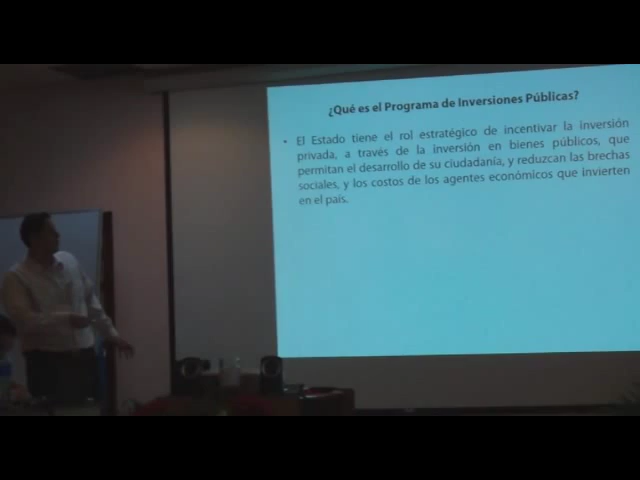 ¿Qué es el Programa de Inversiones Públicas?
• El Estado tiene el rol estratégico de incentivar la inversión
privada, a través de la inversión en bienes públicos, que
permitan el desarrollo de su ciudadanía, y reduzcan las brechas
sociales, y los costos de los agentes económicos que invierten
en el país.